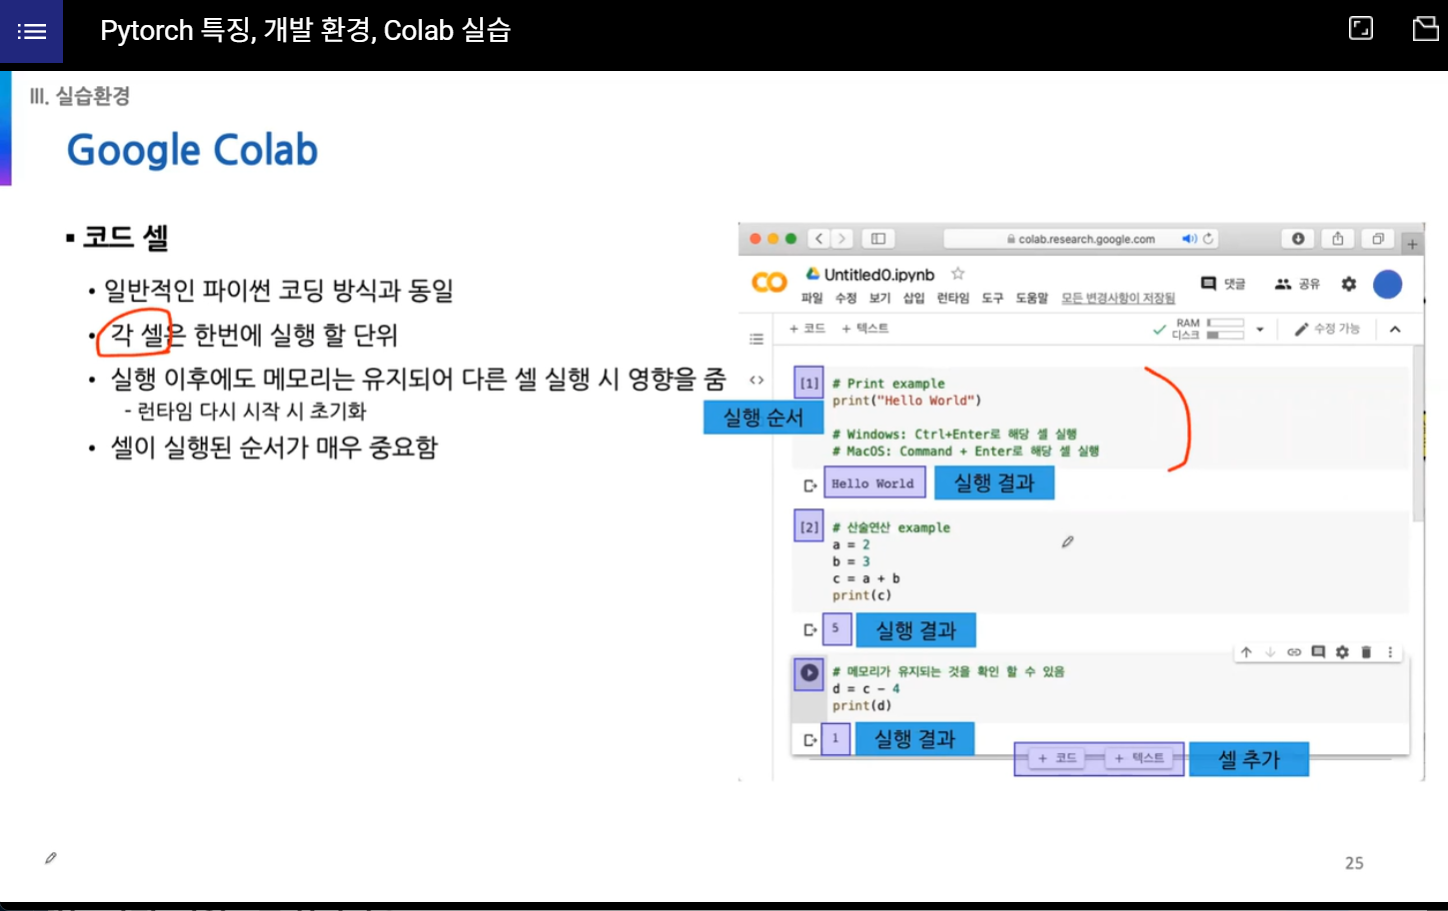 Pytorch 특징, 개발 환경, Colab 실습
III. 실습환경
Google Colab
▪ 코드 셀
• 일반적인 파이썬 코딩 방식과 동일
• 각 셀은 한번에 실행 할 단위
• 실행 이후에도 메모리는 유지되어 다른 셀 실행 시 영향을 줌
- 런타임 다시 시작 시 초기화
• 셀이 실행된 순서가 매우 중요함
colab.research.google.com
CO Untitled0.ipynb
댓글 공유
파일 수정 보기 삽입 런타임 도구 도움말 모든 변경사항이 저장됨
+ 코드 + 텍스트
RAM
디스크
수정 가능
[1] # Print example
print("Hello World")
실행 순서
# Windows: Ctrl+Enter로 해당 셀 실행
# MacOS: Command + Enter로 해당 셀 실행
Hello World 실행 결과
[2] # 산술연산 example
a = 2
b = 3
c = a + b
print(c)
5 실행 결과
# 메모리가 유지되는 것을 확인 할 수 있음
d = c - 4
print(d)
1 실행 결과
+ 코드 + 텍스트 셀 추가
25